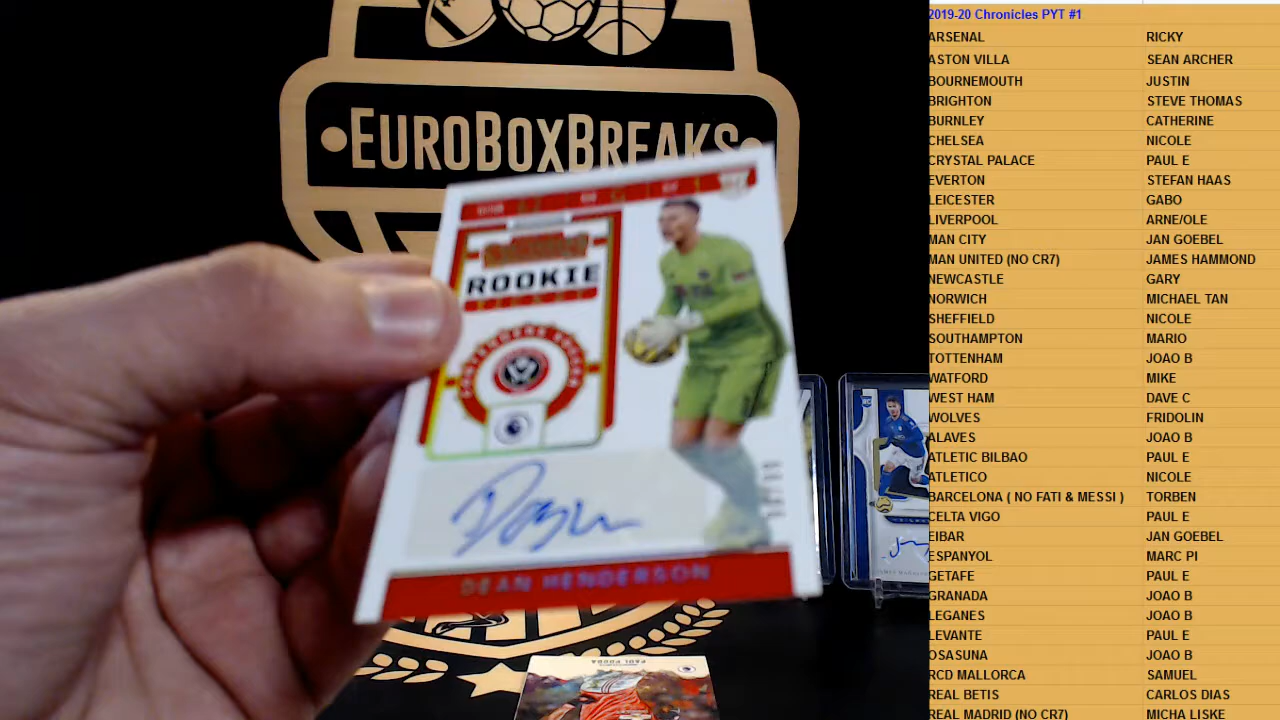 EUROBOXBREAKS
ROOKIE
CONTENDERS SOCCER
DEAN HENDERSON
PAUL POGBA
RC
2019-20 Chronicles PYT #1
ARSENAL RICKY
ASTON VILLA SEAN ARCHER
BOURNEMOUTH JUSTIN
BRIGHTON STEVE THOMAS
BURNLEY CATHERINE
CHELSEA NICOLE
CRYSTAL PALACE PAUL E
EVERTON STEFAN HAAS
LEICESTER GABO
LIVERPOOL ARNE/OLE
MAN CITY JAN GOEBEL
MAN UNITED (NO CR7) JAMES HAMMOND
NEWCASTLE GARY
NORWICH MICHAEL TAN
SHEFFIELD NICOLE
SOUTHAMPTON MARIO
TOTTENHAM JOAO B
WATFORD MIKE
WEST HAM DAVE C
WOLVES FRIDOLIN
ALAVES JOAO B
ATLETIC BILBAO PAUL E
ATLETICO NICOLE
BARCELONA ( NO FATI & MESSI ) TORBEN
CELTA VIGO PAUL E
EIBAR JAN GOEBEL
ESPANYOL MARC PI
GETAFE PAUL E
GRANADA JOAO B
LEGANES JOAO B
LEVANTE PAUL E
OSASUNA JOAO B
RCD MALLORCA SAMUEL
REAL BETIS CARLOS DIAS
REAL MADRID (NO CR7) MICHA LISKE